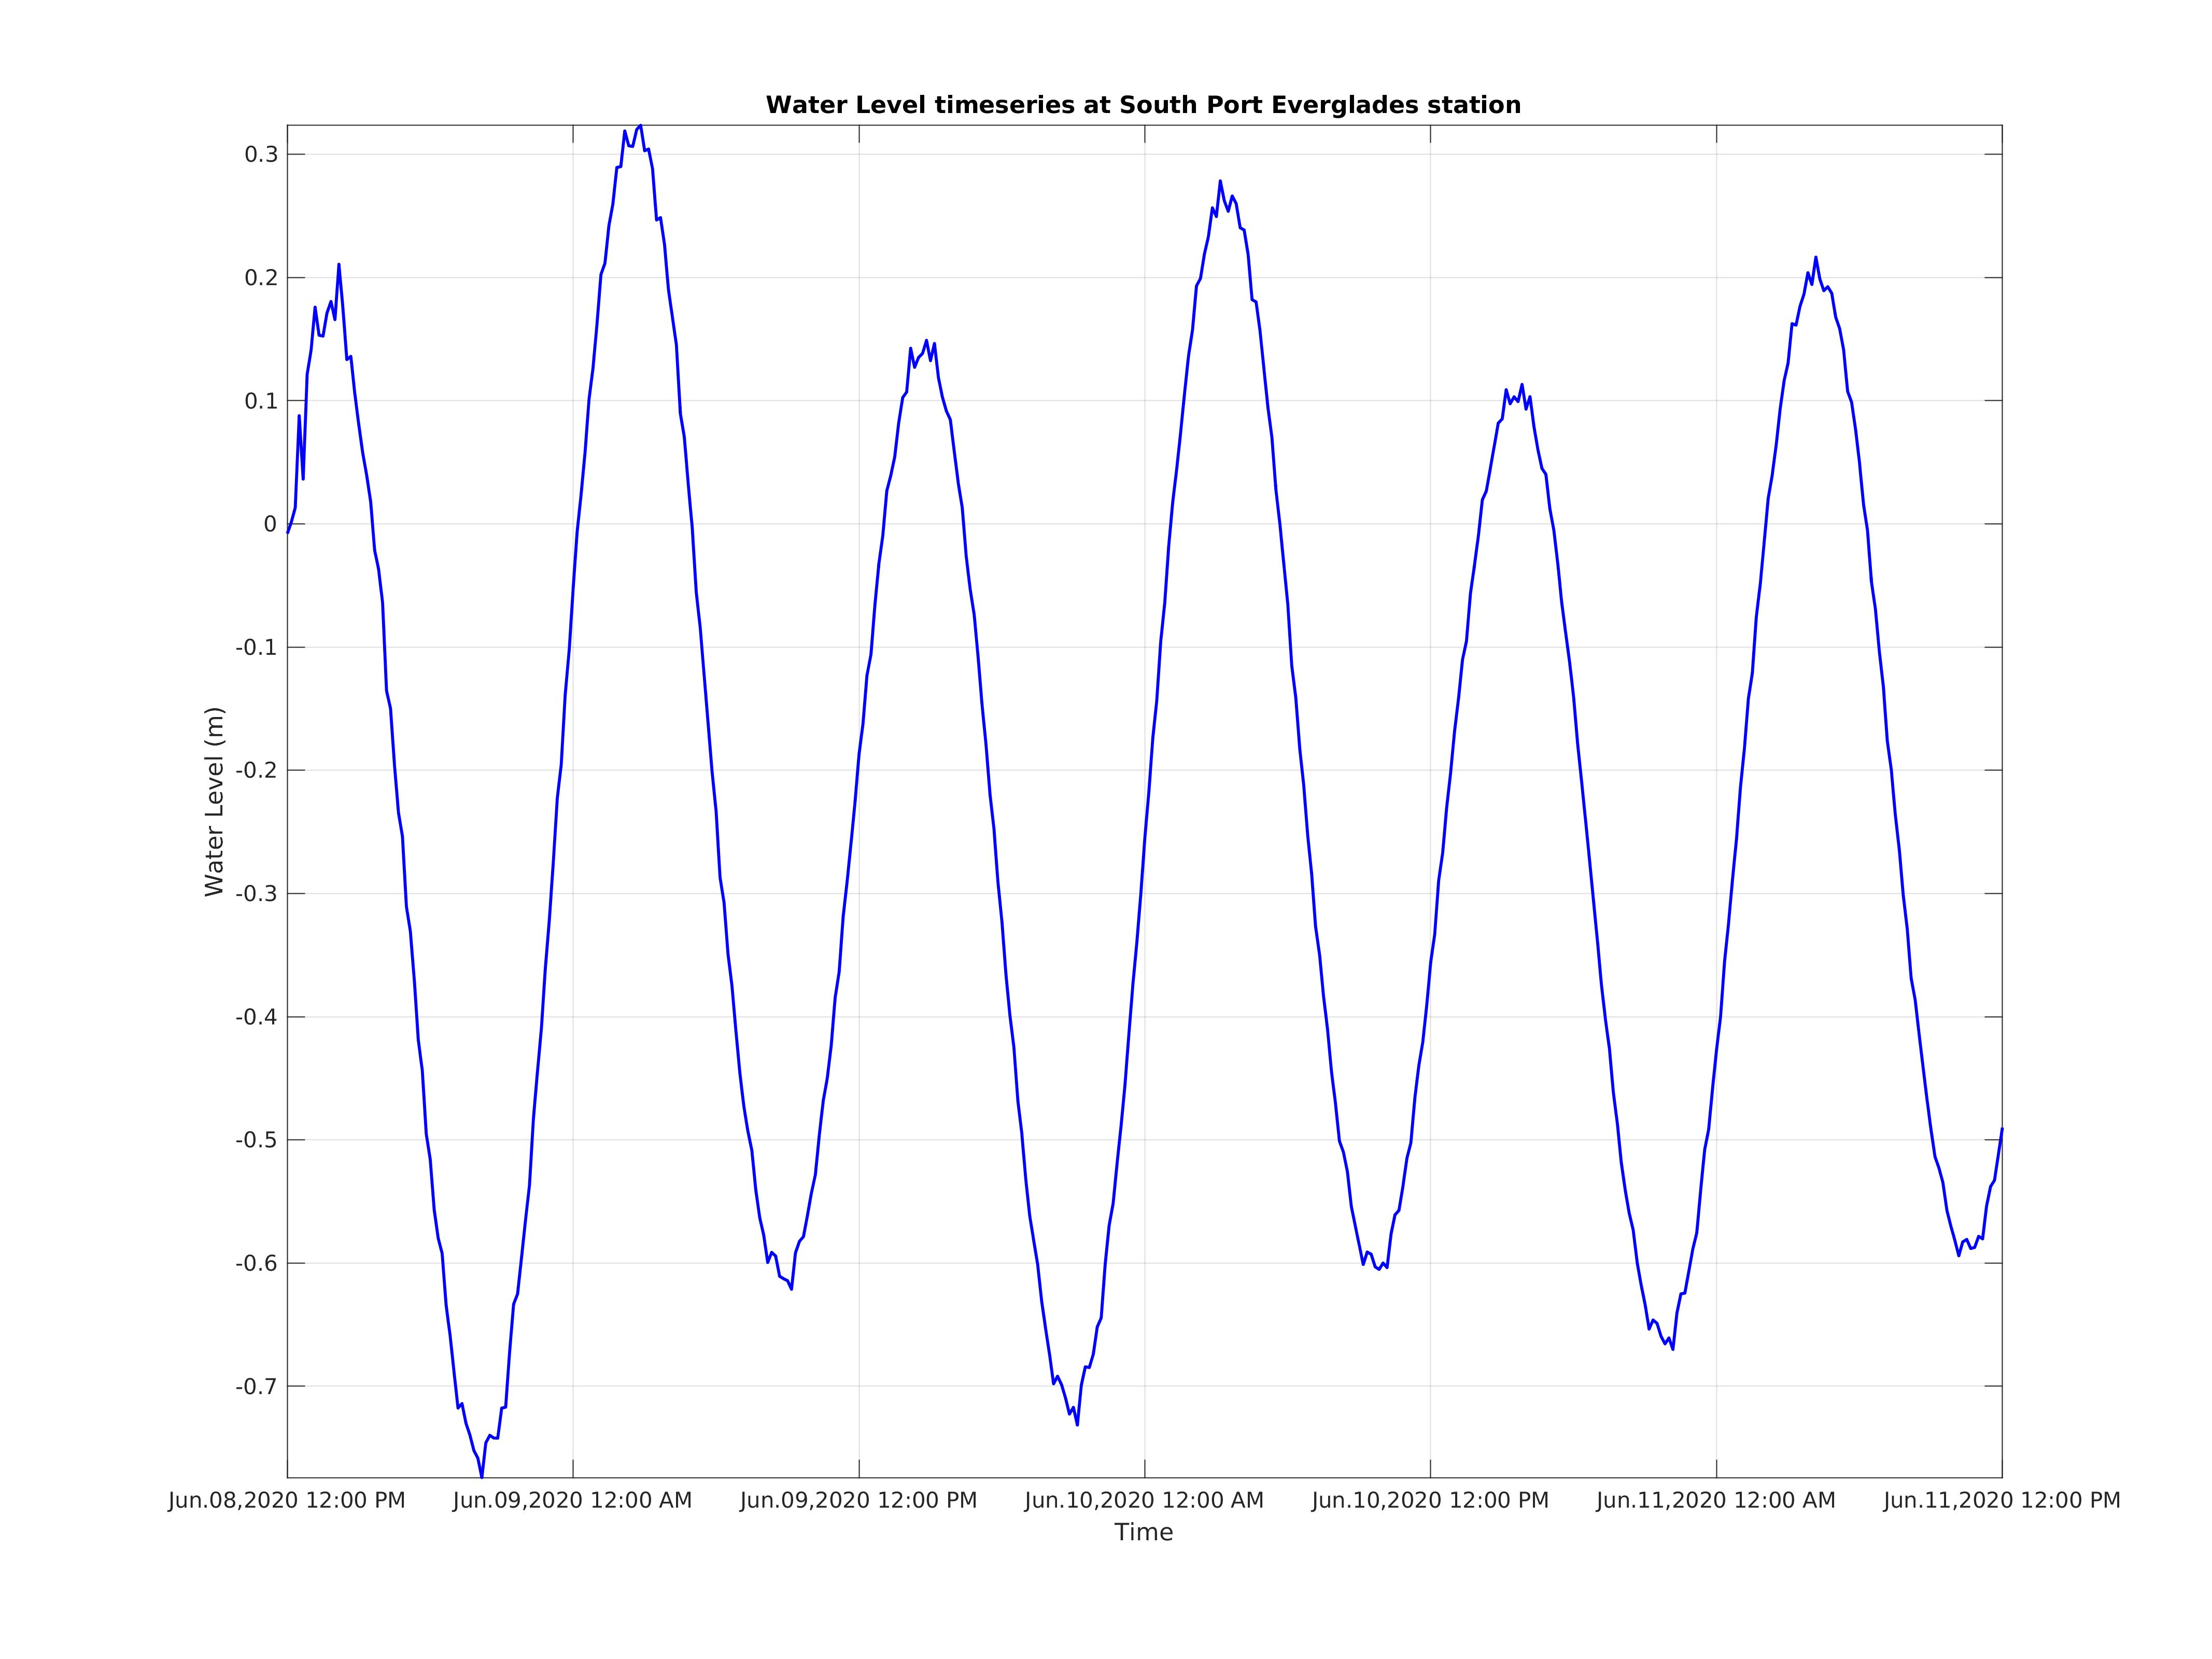 Water Level timeseries at South Port Everglades station
0.3
0.2
0.1
0
-0.1
-0.2
-0.3
-0.4
-0.5
-0.6
-0.7
Water Level (m)
Jun.08,2020 12:00 PM Jun.09,2020 12:00 AM Jun.09,2020 12:00 PM Jun.10,2020 12:00 AM Jun.10,2020 12:00 PM Jun.11,2020 12:00 AM Jun.11,2020 12:00 PM
Time